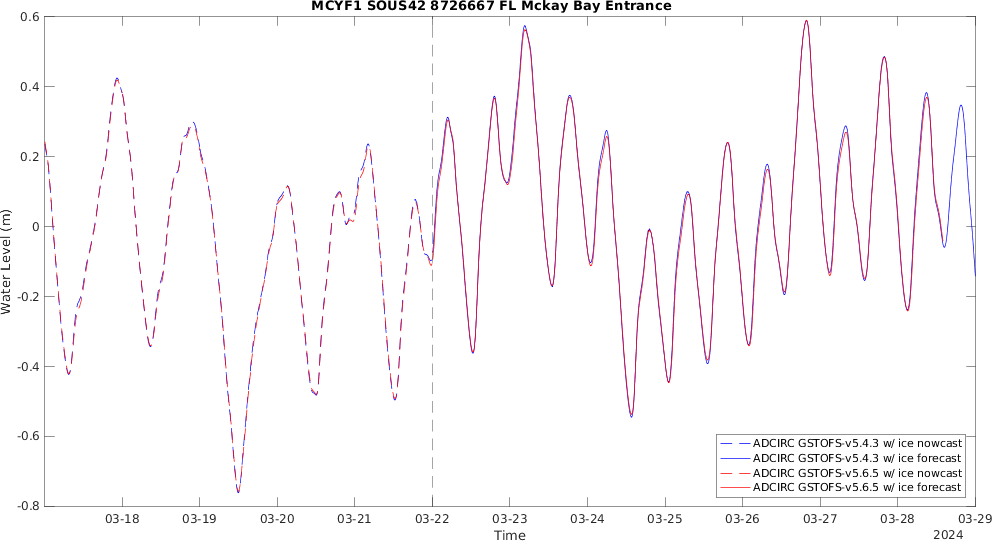 MCYF1 SOUS42 8726667 FL Mckay Bay Entrance
0.6
0.4
0.2
0
-0.2
-0.4
-0.6
-0.8
Water Level (m)
ADCIRC GSTOFS-v5.4.3 w/ ice nowcast
ADCIRC GSTOFS-v5.4.3 w/ ice forecast
ADCIRC GSTOFS-v5.6.5 w/ ice nowcast
ADCIRC GSTOFS-v5.6.5 w/ ice forecast
03-18 03-19 03-20 03-21 03-22 03-23 03-24 03-25 03-26 03-27 03-28 03-29
Time
2024